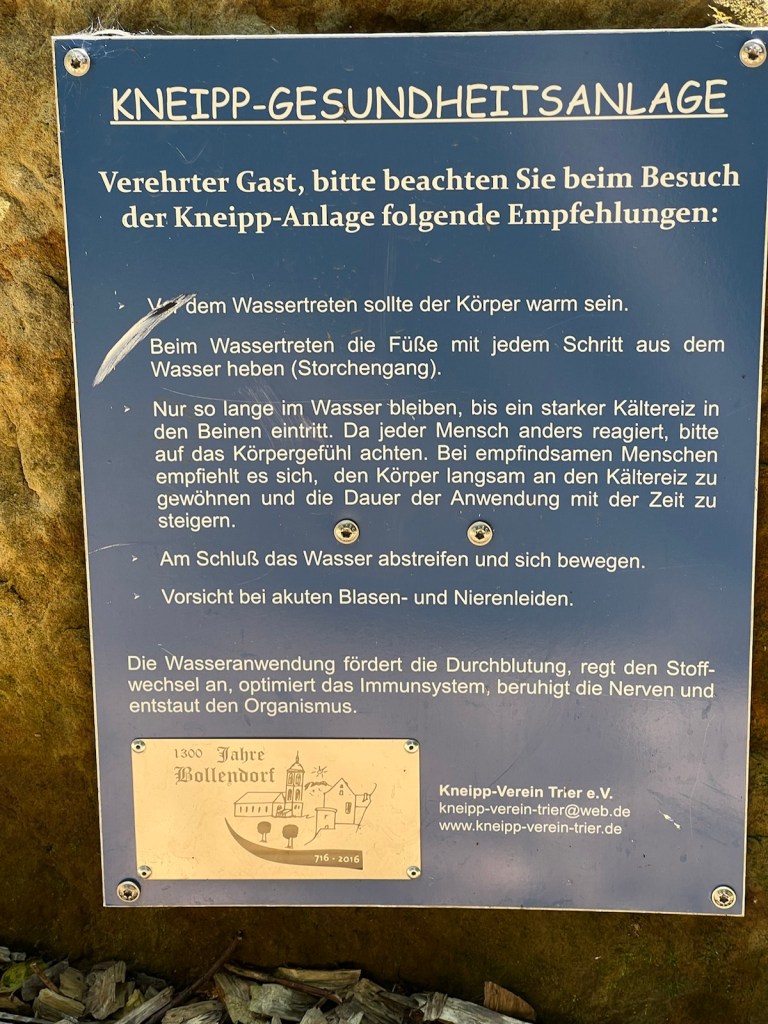 KNEIPP-GESUNDHEITSANLAGE
Verehrter Gast, bitte beachten Sie beim Besuch
der Kneipp-Anlage folgende Empfehlungen:
Vor dem Wassertreten sollte der Körper warm sein.
Beim Wassertreten die Füße mit jedem Schritt aus dem
Wasser heben (Storchengang).
Nur so lange im Wasser bleiben, bis ein starker Kältereiz in
den Beinen eintritt. Da jeder Mensch anders reagiert, bitte
auf das Körpergefühl achten. Bei empfindsamen Menschen
empfiehlt es sich, den Körper langsam an den Kältereiz zu
gewöhnen und die Dauer der Anwendung mit der Zeit zu
steigern.
Am Schluß das Wasser abstreifen und sich bewegen.
Vorsicht bei akuten Blasen- und Nierenleiden.
Die Wasseranwendung fördert die Durchblutung, regt den Stoff-
wechsel an, optimiert das Immunsystem, beruhigt die Nerven und
entstaut den Organismus.
1300 Jahre
Bollendorf
716 - 2016
Kneipp-Verein Trier e.V.
kneipp-verein-trier@web.de
www.kneipp-verein-trier.de